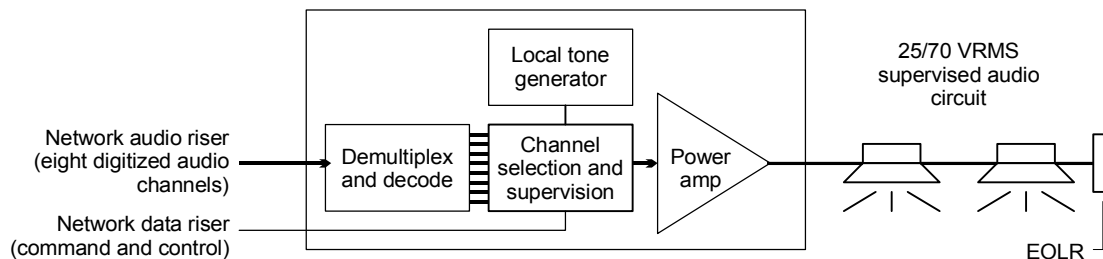 Local tone
generator
25/70 VRMS
supervised audio
circuit
Network audio riser
(eight digitized audio
channels)
Demultiplex
and decode
Channel
selection and
supervision
Power
amp
Network data riser
(command and control)
EOLR